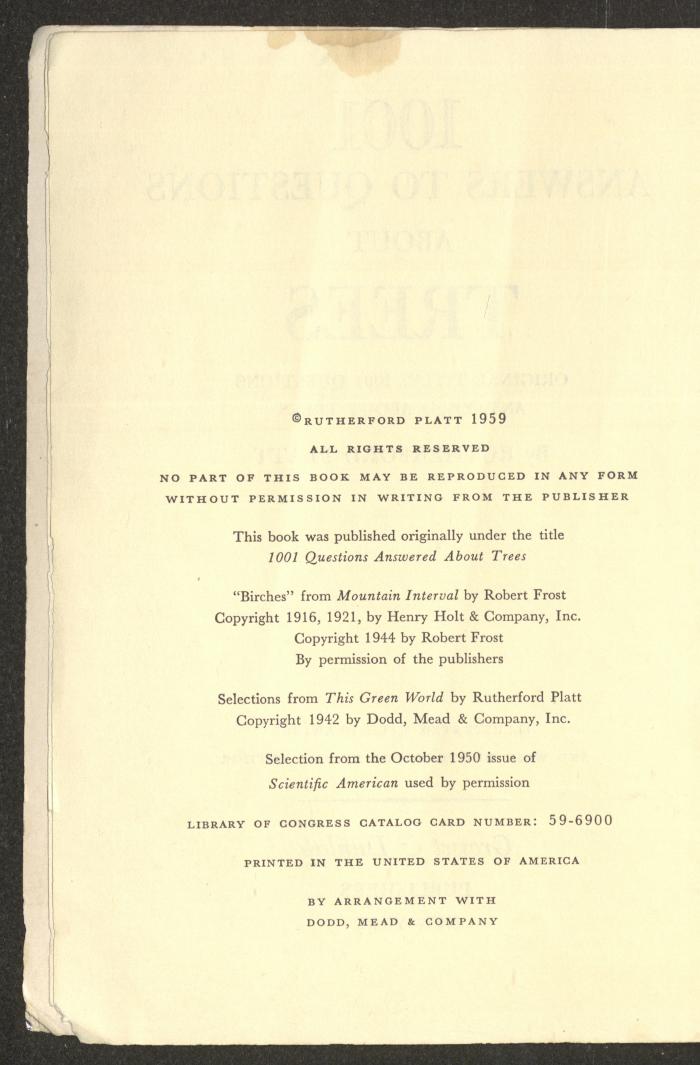 ©RUTHERFORD PLATT 1959
ALL RIGHTS RESERVED
NO PART OF THIS BOOK MAY BE REPRODUCED IN ANY FORM
WITHOUT PERMISSION IN WRITING FROM THE PUBLISHER
This book was published originally under the title
1001 Questions Answered About Trees
"Birches" from Mountain Interval by Robert Frost
Copyright 1916, 1921, by Henry Holt & Company, Inc.
Copyright 1944 by Robert Frost
By permission of the publishers
Selections from This Green World by Rutherford Platt
Copyright 1942 by Dodd, Mead & Company, Inc.
Selection from the October 1950 issue of
Scientific American used by permission
LIBRARY OF CONGRESS CATALOG CARD NUMBER: 59-6900
PRINTED IN THE UNITED STATES OF AMERICA
BY ARRANGEMENT WITH
DODD, MEAD & COMPANY